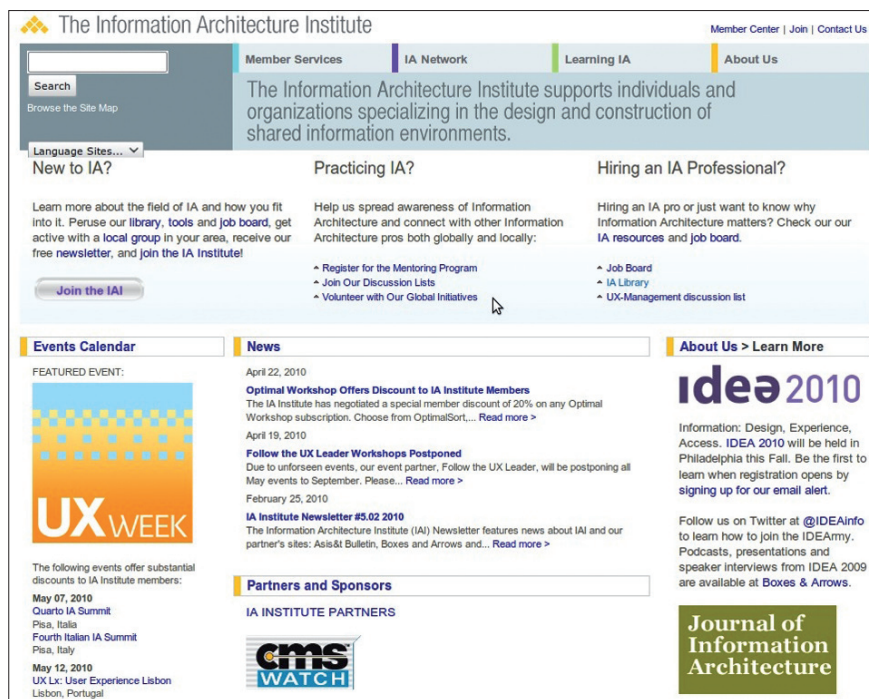 The Information Architecture Institute
Member Center | Join | Contact Us
Search
Browse the Site Map
Language Sites...
Member Services
IA Network
Learning IA
About Us
The Information Architecture Institute supports individuals and
organizations specializing in the design and construction of
shared information environments.
New to IA?
Learn more about the field of IA and how you fit
into it. Peruse our library, tools and job board, get
active with a local group in your area, receive our
free newsletter, and join the IA Institute!
Join the IAI
Practicing IA?
Help us spread awareness of Information
Architecture and connect with other Information
Architecture pros both globally and locally:
Register for the Mentoring Program
Join Our Discussion Lists
Volunteer with Our Global Initiatives
Hiring an IA Professional?
Hiring an IA pro or just want to know why
Information Architecture matters? Check our our
IA resources and job board.
Job Board
IA Library
UX-Management discussion list
Events Calendar
FEATURED EVENT:
UX WEEK
The following events offer substantial
discounts to IA Institute members:
May 07, 2010
Quarto IA Summit
Pisa, Italia
Fourth Italian IA Summit
Pisa, Italy
May 12, 2010
UX Lx: User Experience Lisbon
Lisbon, Portugal
News
April 22, 2010
Optimal Workshop Offers Discount to IA Institute Members
The IA Institute has negotiated a special member discount of 20% on any Optimal
Workshop subscription. Choose from OptimalSort,... Read more >
April 19, 2010
Follow the UX Leader Workshops Postponed
Due to unforseen events, our event partner, Follow the UX Leader, will be postponing all
May events to September. Please... Read more >
February 25, 2010
IA Institute Newsletter #5.02 2010
The Information Architecture Institute (IAI) Newsletter features news about IAI and our
partner's sites: Asis&t Bulletin, Boxes and Arrows and... Read more >
Partners and Sponsors
IA INSTITUTE PARTNERS
cms
WATCH
About Us > Learn More
idea 2010
Information: Design, Experience,
Access. IDEA 2010 will be held in
Philadelphia this Fall. Be the first to
learn when registration opens by
signing up for our email alert.
Follow us on Twitter at @IDEAinfo
to learn how to join the IDEArmy.
Podcasts, presentations and
speaker interviews from IDEA 2009
are available at Boxes & Arrows.
Journal of
Information
Architecture